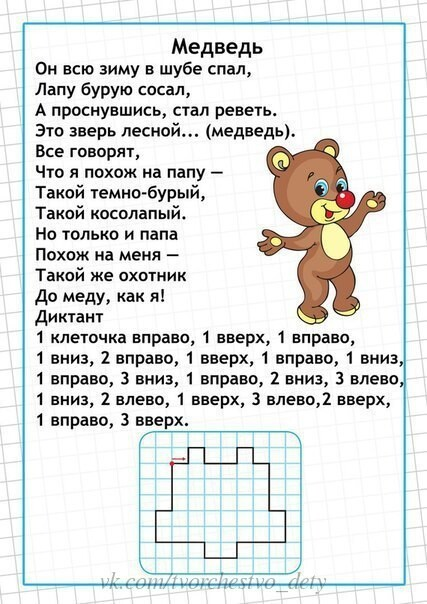 Медведь
Он всю зиму в шубе спал,
Лапу бурую сосал,
А проснувшись, стал реветь.
Это зверь лесной... (медведь).
Все говорят,
Что я похож на папу —
Такой темно-бурый,
Такой косолапый.
Но только и папа
Похож на меня —
Такой же охотник
До меду, как я!
Диктант
1 клеточка вправо, 1 вверх, 1 вправо,
1 вниз, 2 вправо, 1 вверх, 1 вправо, 1 вниз,
1 вправо, 3 вниз, 1 вправо, 2 вниз, 3 влево,
1 вниз, 2 влево, 1 вверх, 3 влево,2 вверх,
1 вправо, 3 вверх.
vk.com/tvorchestvo_dety